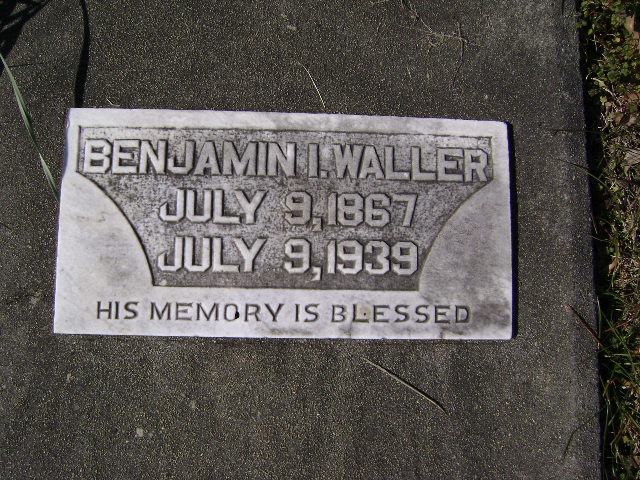 BENJAMIN I. WALLER
JULY 9, 1867
JULY 9, 1939
HIS MEMORY IS BLESSED